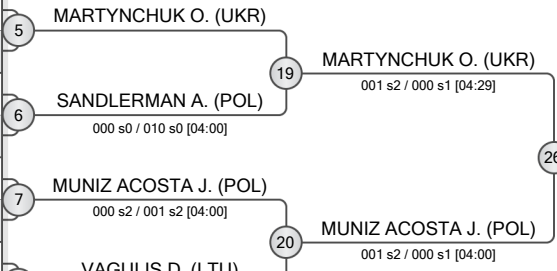 MARTYNCHUK O. (UKR)
5
19
MARTYNCHUK O. (UKR)
001 s2 / 000 s1 [04:29]
SANDLERMAN A. (POL)
6
000 s0 / 010 s0 [04:00]
26
MUNIZ ACOSTA J. (POL)
7
000 s2 / 001 s2 [04:00]
20
MUNIZ ACOSTA J. (POL)
001 s2 / 000 s1 [04:00]
VAGULIS D. (LTU)